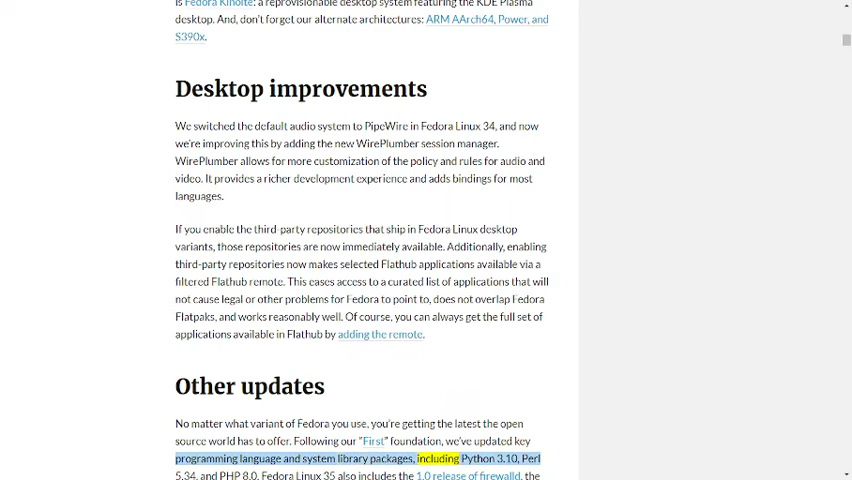 is Fedora Kinoite: a reprovisionable desktop system featuring the KDE Plasma
desktop. And, don't forget our alternate architectures: ARM AArch64, Power, and
S390x.
Desktop improvements
We switched the default audio system to PipeWire in Fedora Linux 34, and now
we're improving this by adding the new WirePlumber session manager.
WirePlumber allows for more customization of the policy and rules for audio and
video. It provides a richer development experience and adds bindings for most
languages.
If you enable the third-party repositories that ship in Fedora Linux desktop
variants, those repositories are now immediately available. Additionally, enabling
third-party repositories now makes selected Flathub applications available via a
filtered Flathub remote. This eases access to a curated list of applications that will
not cause legal or other problems for Fedora to point to, does not overlap Fedora
Flatpaks, and works reasonably well. Of course, you can always get the full set of
applications available in Flathub by adding the remote.
Other updates
No matter what variant of Fedora you use, you're getting the latest the open
source world has to offer. Following our "First" foundation, we've updated key
programming language and system library packages, including Python 3.10, Perl
5.34, and PHP 8.0. Fedora Linux 35 also includes the 1.0 release of firewalld, the